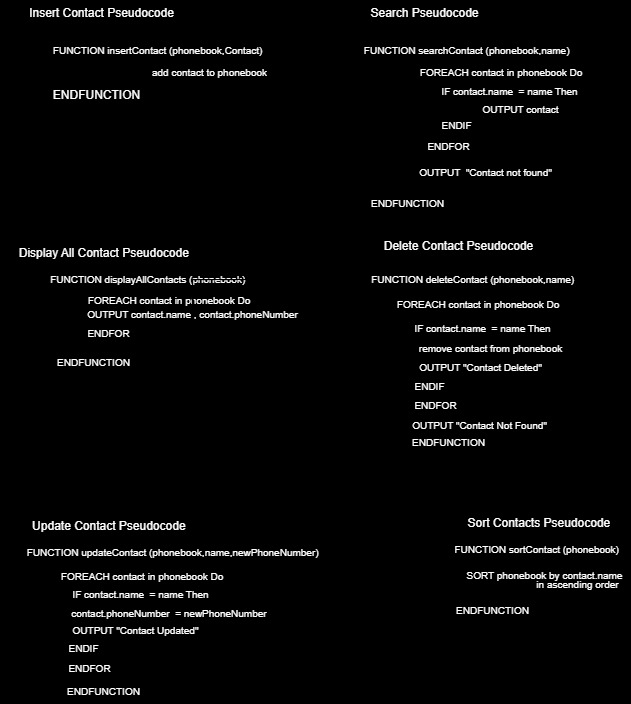 Insert Contact Pseudocode
FUNCTION insertContact (phonebook,Contact)
add contact to phonebook
ENDFUNCTION
Search Pseudocode
FUNCTION searchContact (phonebook,name)
FOREACH contact in phonebook Do
IF contact.name = name Then
OUTPUT contact
ENDIF
ENDFOR
OUTPUT "Contact not found"
ENDFUNCTION
Display All Contact Pseudocode
FUNCTION displayAllContacts (phonebook)
FOREACH contact in phonebook Do
OUTPUT contact.name , contact.phoneNumber
ENDFOR
ENDFUNCTION
Delete Contact Pseudocode
FUNCTION deleteContact (phonebook,name)
FOREACH contact in phonebook Do
IF contact.name = name Then
remove contact from phonebook
OUTPUT "Contact Deleted"
ENDIF
ENDFOR
OUTPUT "Contact Not Found"
ENDFUNCTION
Update Contact Pseudocode
FUNCTION updateContact (phonebook,name,newPhoneNumber)
FOREACH contact in phonebook Do
IF contact.name = name Then
contact.phoneNumber = newPhoneNumber
OUTPUT "Contact Updated"
ENDIF
ENDFOR
ENDFUNCTION
Sort Contacts Pseudocode
FUNCTION sortContact (phonebook)
SORT phonebook by contact.name
in ascending order
ENDFUNCTION